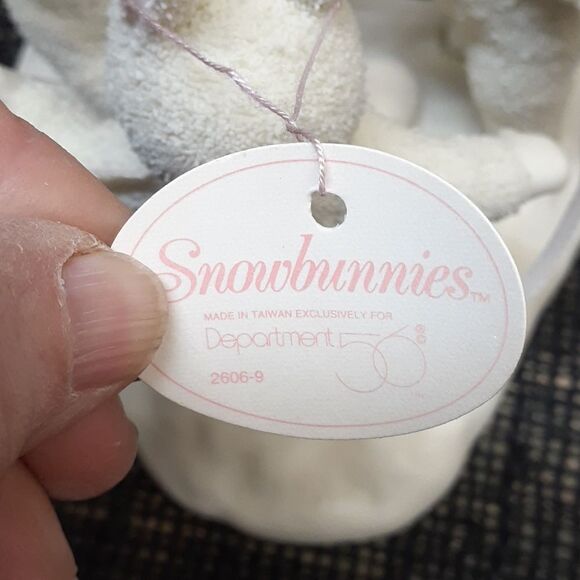 Snowbunnies™
MADE IN TAIWAN EXCLUSIVELY FOR
Department 56 ® ©
2606-9